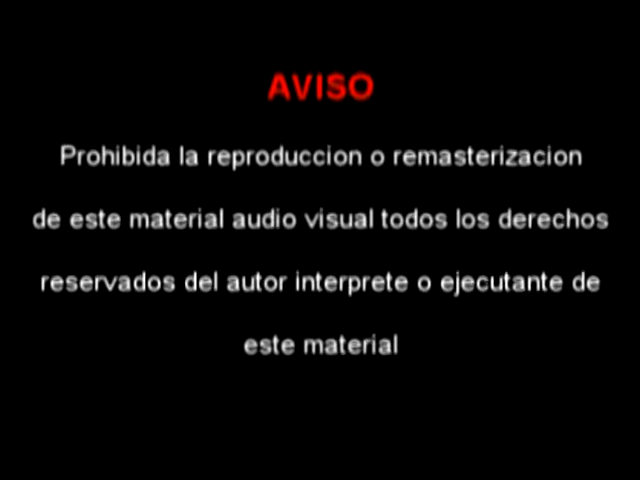 AVISO
Prohibida la reproduccion o remasterizacion
de este material audio visual todos los derechos
reservados del autor interprete o ejecutante de
este material